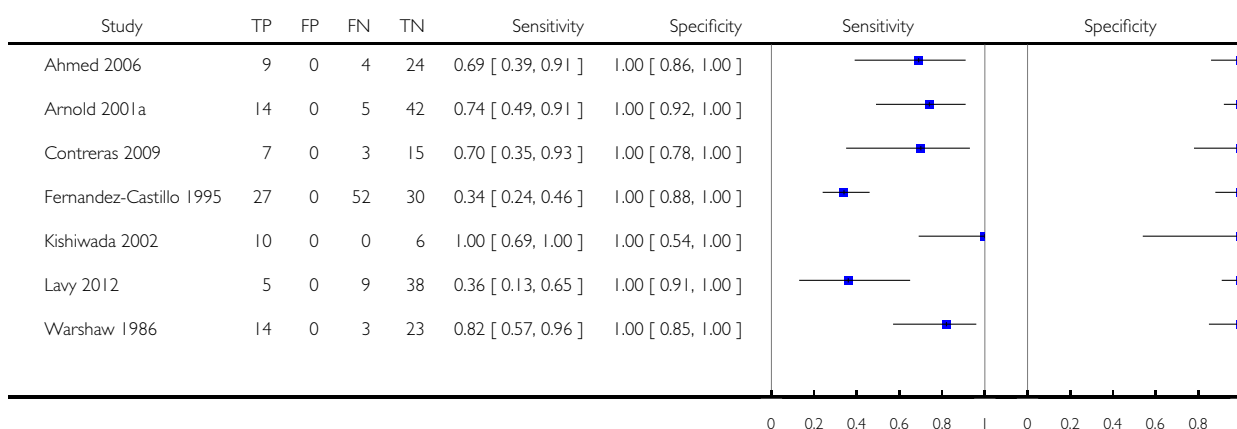 Study TP FP FN TN Sensitivity Specificity Sensitivity Specificity
Ahmed 2006 9 0 4 24 0.69 [ 0.39, 0.91 ] 1.00 [ 0.86, 1.00 ]
Arnold 2001a 14 0 5 42 0.74 [ 0.49, 0.91 ] 1.00 [ 0.92, 1.00 ]
Contreras 2009 7 0 3 15 0.70 [ 0.35, 0.93 ] 1.00 [ 0.78, 1.00 ]
Fernandez-Castillo 1995 27 0 52 30 0.34 [ 0.24, 0.46 ] 1.00 [ 0.88, 1.00 ]
Kishiwada 2002 10 0 0 6 1.00 [ 0.69, 1.00 ] 1.00 [ 0.54, 1.00 ]
Lavy 2012 5 0 9 38 0.36 [ 0.13, 0.65 ] 1.00 [ 0.91, 1.00 ]
Warshaw 1986 14 0 3 23 0.82 [ 0.57, 0.96 ] 1.00 [ 0.85, 1.00 ]
0 0.2 0.4 0.6 0.8 1 0 0.2 0.4 0.6 0.8